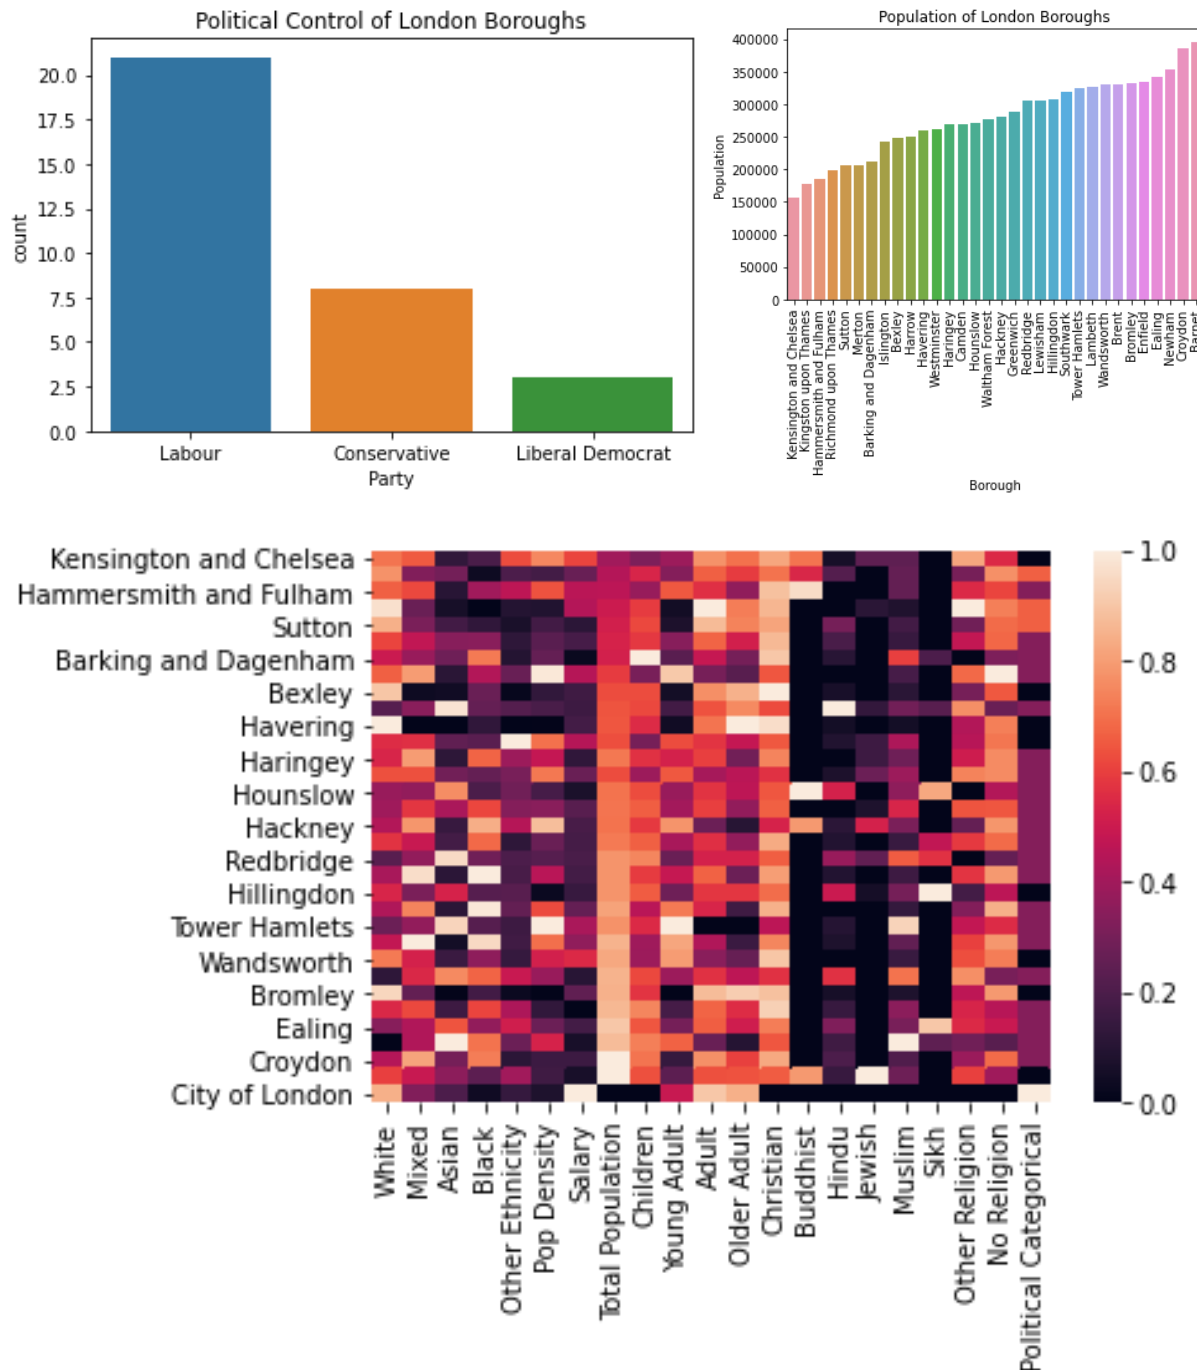 Political Control of London Boroughs
20.0
17.5
15.0
12.5
10.0
7.5
5.0
2.5
0.0
count
Labour
Conservative
Liberal Democrat
Party
Population of London Boroughs
400000
350000
300000
250000
200000
150000
100000
50000
0
Population
Kensington and Chelsea
Kingston upon Thames
Hammersmith and Fulham
Richmond upon Thames
Sutton
Merton
Barking and Dagenham
Islington
Bexley
Harrow
Havering
Westminster
Haringey
Camden
Hounslow
Waltham Forest
Hackney
Greenwich
Redbridge
Lewisham
Hillingdon
Southwark
Tower Hamlets
Lambeth
Wandsworth
Brent
Bromley
Enfield
Ealing
Newham
Croydon
Barnet
Borough
Kensington and Chelsea
Hammersmith and Fulham
Sutton
Barking and Dagenham
Bexley
Havering
Haringey
Hounslow
Hackney
Redbridge
Hillingdon
Tower Hamlets
Wandsworth
Bromley
Ealing
Croydon
City of London
White
Mixed
Asian
Black
Other Ethnicity
Pop Density
Salary
Total Population
Children
Young Adult
Adult
Older Adult
Christian
Buddhist
Hindu
Jewish
Muslim
Sikh
Other Religion
No Religion
Political Categorical
1.0
0.8
0.6
0.4
0.2
0.0